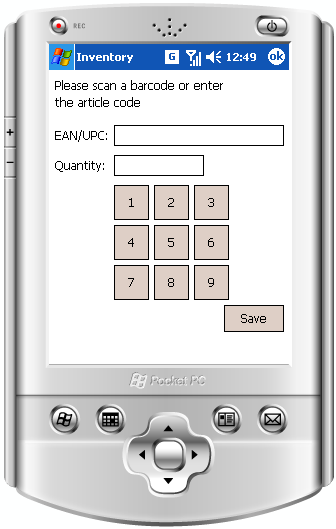 REC
Inventory G 12:49 ok
Please scan a barcode or enter
the article code
EAN/UPC:
Quantity:
1 2 3
4 5 6
7 8 9
Save
Pocket PC
+
−